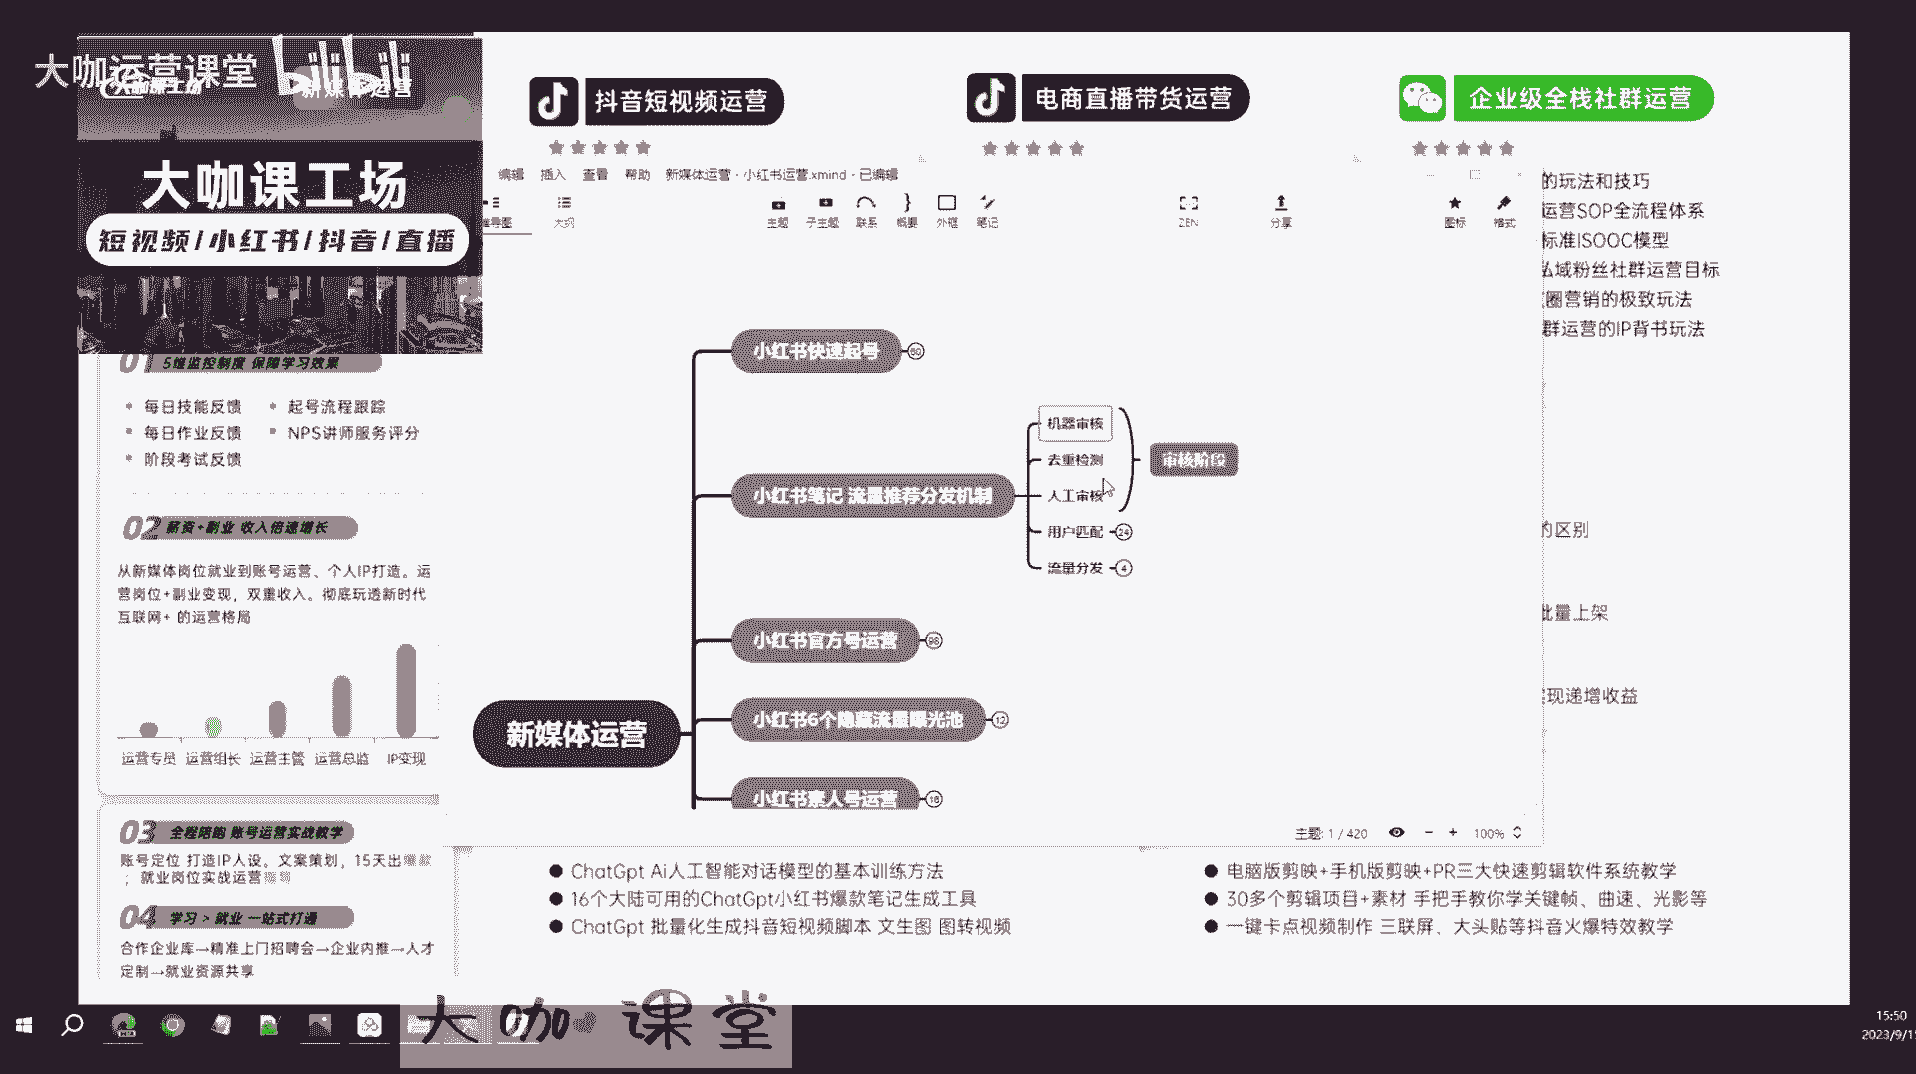 大咖运营课堂
新媒体运营
大咖课工场
短视频/小红书/抖音/直播
抖音短视频运营
电商直播带货运营
企业级全栈社群运营
编辑 插入 查看 帮助 新媒体运营 - 小红书运营.xmind - 已编辑
大纲 主题 子主题 联系 概要 外框 笔记 ZEN 分享 图标 格式
的玩法和技巧
运营SOP全流程体系
标准ISOOC模型
私域粉丝社群运营目标
圈营销的极致玩法
群运营的IP背书玩法
的区别
批量上架
实现递增收益
01 5维监控制度 保障学习效果
每日技能反馈
起号流程跟踪
每日作业反馈
NPS讲师服务评分
阶段考试反馈
02 薪资+副业 收入倍速增长
从新媒体岗位就业到账号运营、个人IP打造。运
营岗位+副业变现，双重收入。彻底玩透新时代
互联网+ 的运营格局
运营专员 运营组长 运营主管 运营总监 IP变现
03 全程陪跑 账号运营实战教学
账号定位 打造IP人设。文案策划，15天出爆款
；就业岗位实战运营
04 学习 > 就业 一站式打通
合作企业库→精准上门招聘会→企业内推→人才
定制→就业资源共享
新媒体运营
小红书快速起号 60
小红书笔记 流量推荐分发机制
机器审核
去重检测
人工审核
审核阶段
用户匹配 24
流量分发 4
小红书官方号运营 98
小红书6个隐藏流量曝光池 12
小红书素人号运营 16
主题: 1 / 420 100%
ChatGpt Ai人工智能对话模型的基本训练方法
16个大陆可用的ChatGpt小红书爆款笔记生成工具
ChatGpt 批量化生成抖音短视频脚本 文生图 图转视频
电脑版剪映+手机版剪映+PR三大快速剪辑软件系统教学
30多个剪辑项目+素材 手把手教你学关键帧、曲速、光影等
一键卡点视频制作 三联屏、大头贴等抖音火爆特效教学
大咖课堂
15:50
2023/9/1